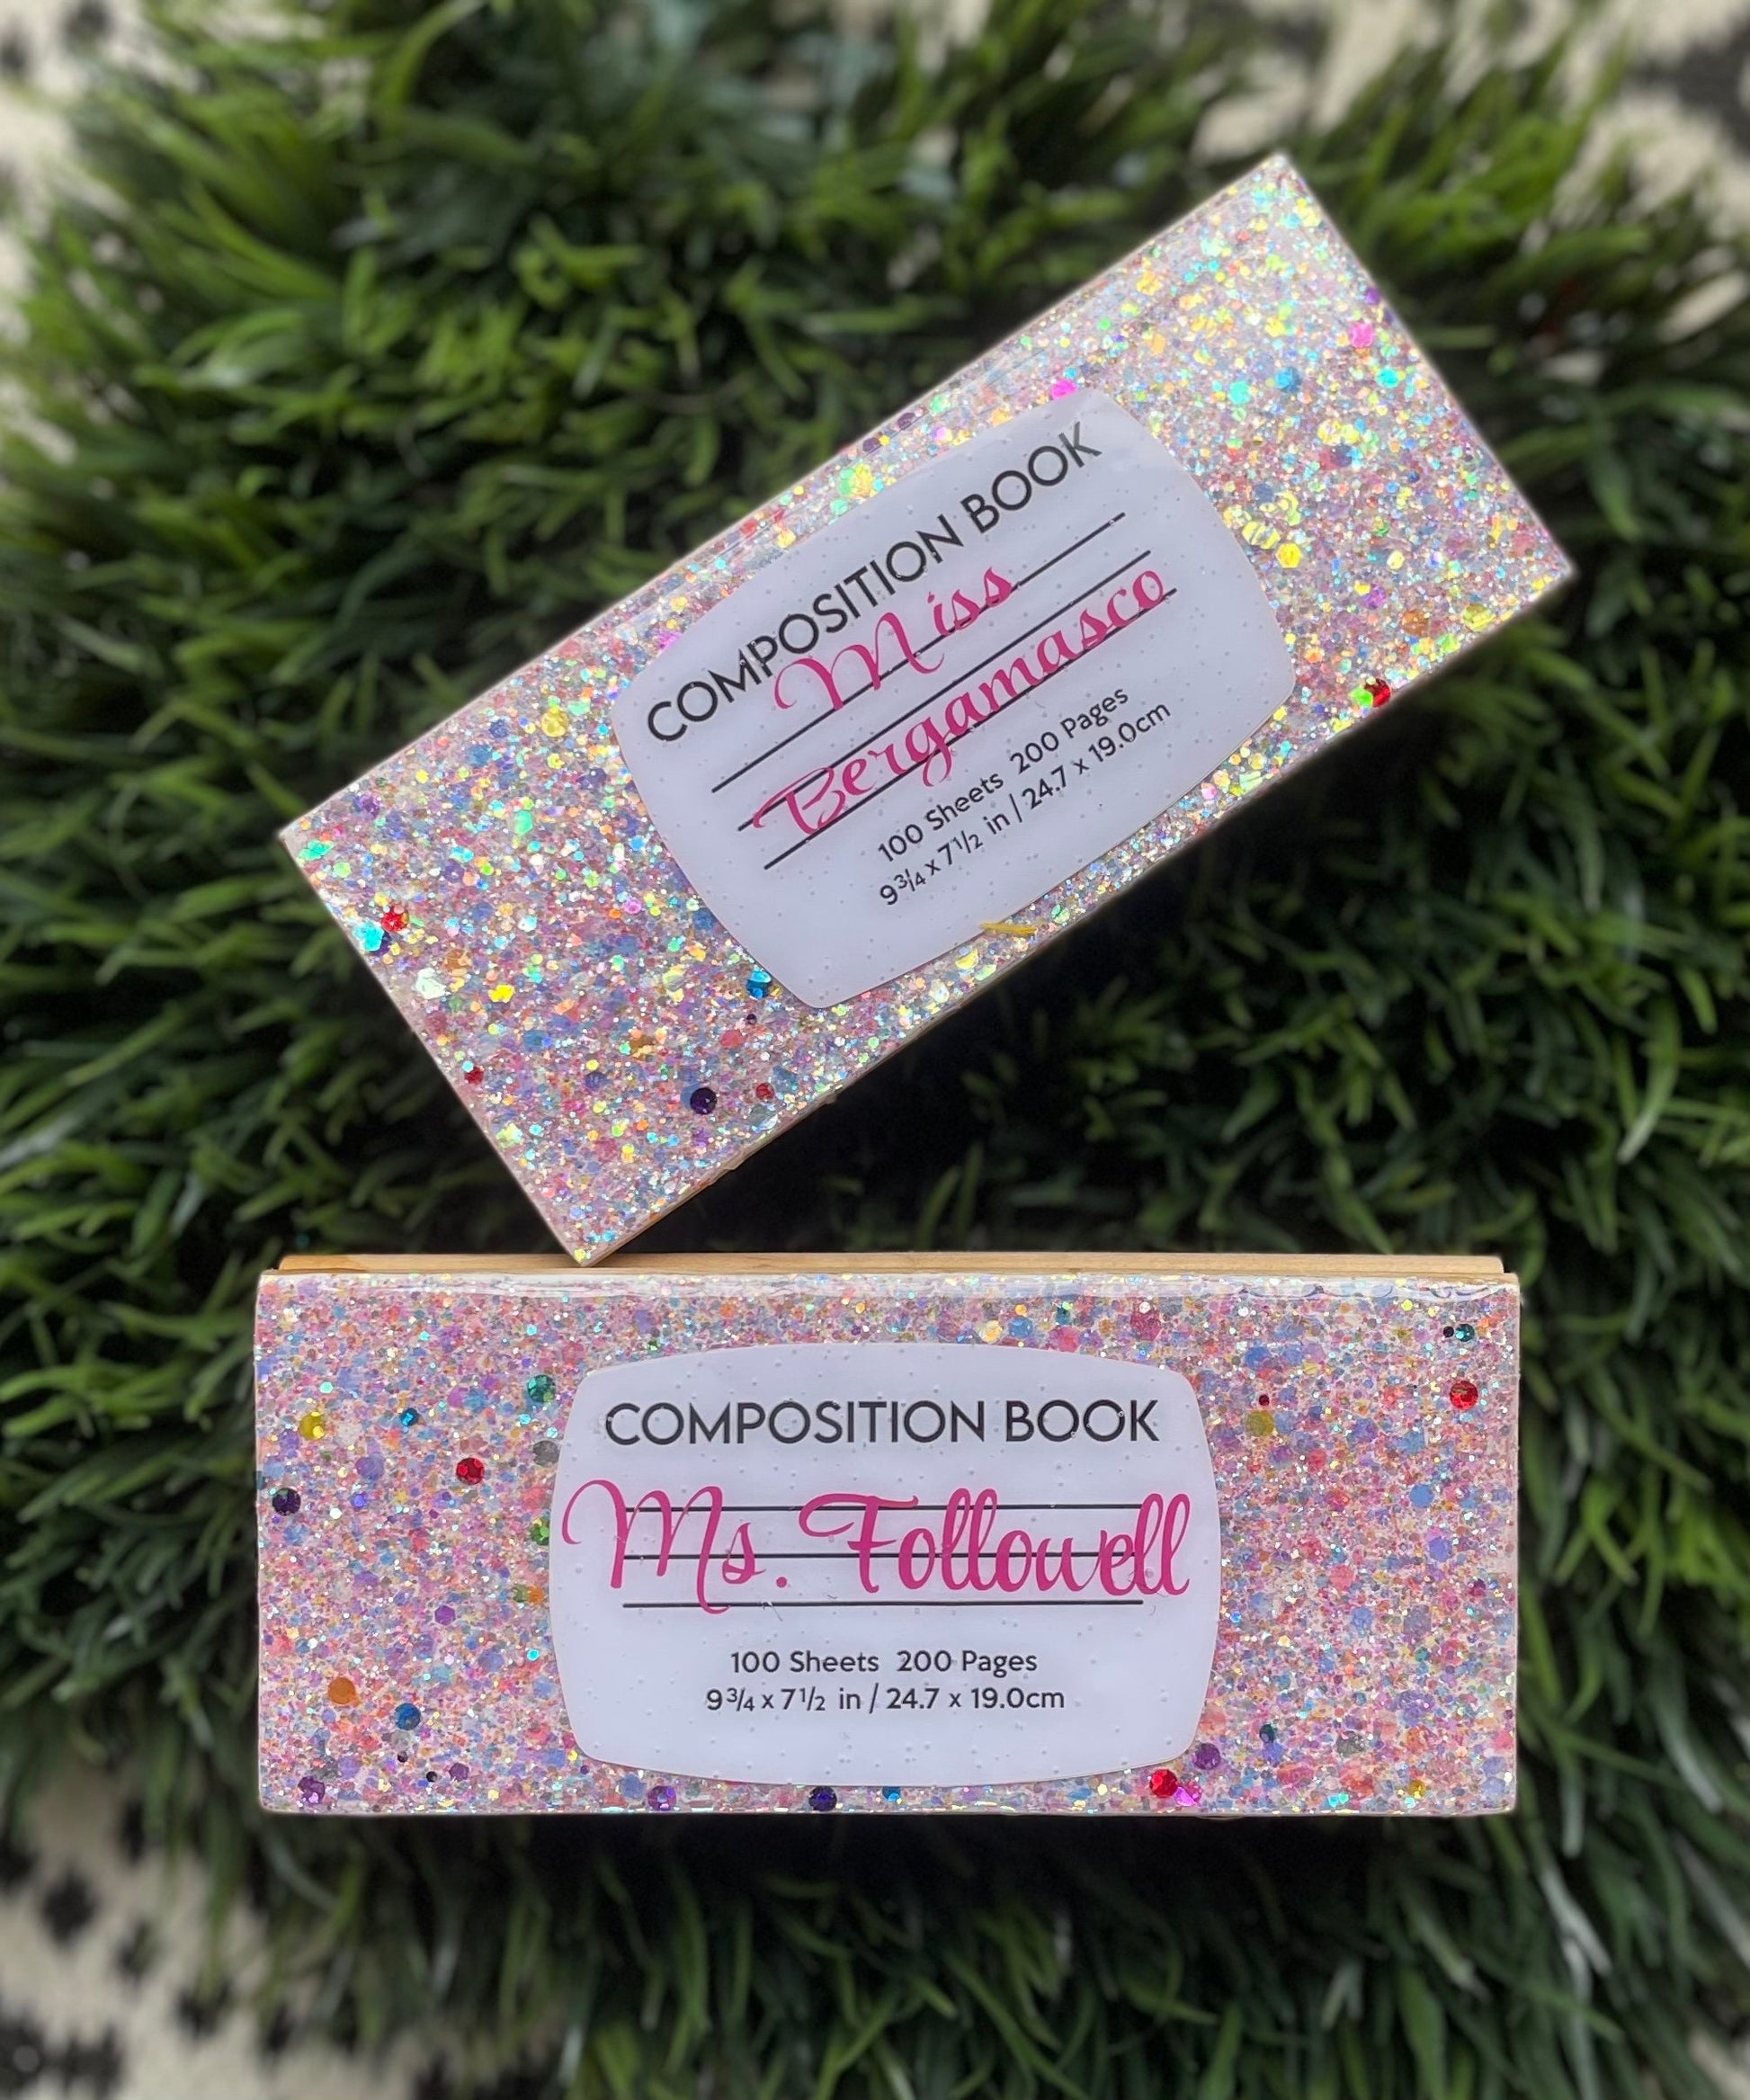 COMPOSITION BOOK
Miss
Bergamasco
100 Sheets 200 Pages
9 3/4 x 7 1/2 in / 24.7 x 19.0cm
COMPOSITION BOOK
Ms. Followell
100 Sheets 200 Pages
9 3/4 x 7 1/2 in / 24.7 x 19.0cm